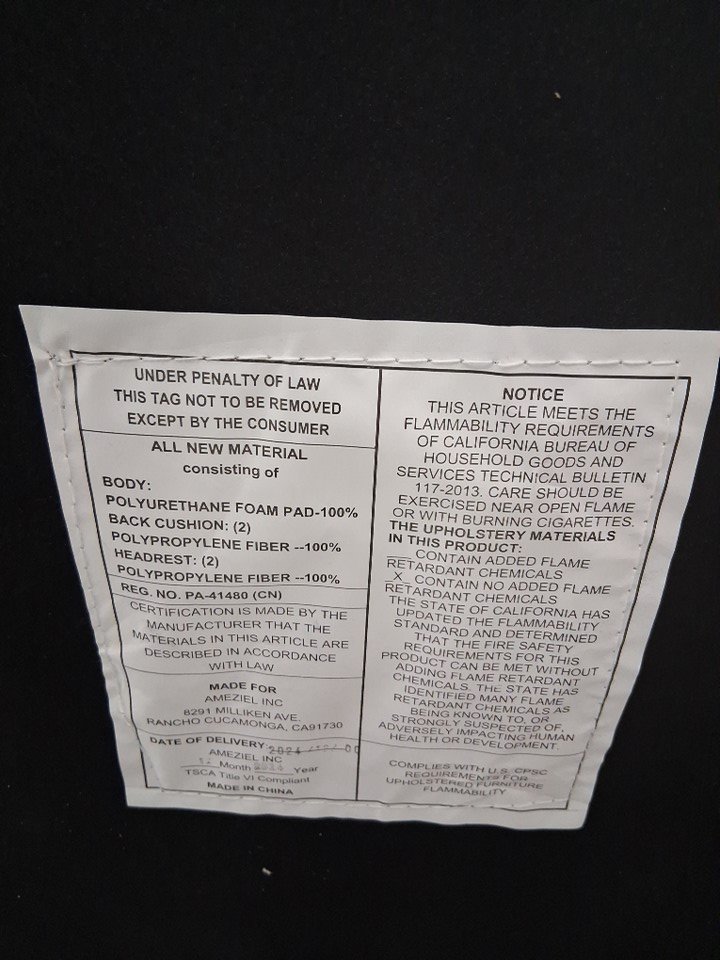 UNDER PENALTY OF LAW
THIS TAG NOT TO BE REMOVED
EXCEPT BY THE CONSUMER
ALL NEW MATERIAL
consisting of
BODY:
POLYURETHANE FOAM PAD-100%
BACK CUSHION: (2)
POLYPROPYLENE FIBER --100%
HEADREST: (2)
POLYPROPYLENE FIBER --100%
REG. NO. PA-41480 (CN)
CERTIFICATION IS MADE BY THE
MANUFACTURER THAT THE
MATERIALS IN THIS ARTICLE ARE
DESCRIBED IN ACCORDANCE
WITH LAW
MADE FOR
AMEZIEL INC
8291 MILLIKEN AVE.
RANCHO CUCAMONGA, CA91730
DATE OF DELIVERY: 2024
AMEZIEL INC
Month Year
TSCA Title VI Compliant
MADE IN CHINA
NOTICE
THIS ARTICLE MEETS THE
FLAMMABILITY REQUIREMENTS
OF CALIFORNIA BUREAU OF
HOUSEHOLD GOODS AND
SERVICES TECHNICAL BULLETIN
117-2013. CARE SHOULD BE
EXERCISED NEAR OPEN FLAME
OR WITH BURNING CIGARETTES.
THE UPHOLSTERY MATERIALS
IN THIS PRODUCT:
__ CONTAIN ADDED FLAME
RETARDANT CHEMICALS
X CONTAIN NO ADDED FLAME
RETARDANT CHEMICALS
THE STATE OF CALIFORNIA HAS
UPDATED THE FLAMMABILITY
STANDARD AND DETERMINED
THAT THE FIRE SAFETY
REQUIREMENTS FOR THIS
PRODUCT CAN BE MET WITHOUT
ADDING FLAME RETARDANT
CHEMICALS. THE STATE HAS
IDENTIFIED MANY FLAME
RETARDANT CHEMICALS AS
BEING KNOWN TO, OR
STRONGLY SUSPECTED OF,
ADVERSELY IMPACTING HUMAN
HEALTH OR DEVELOPMENT.
COMPLIES WITH U.S. CPSC
REQUIREMENTS FOR
UPHOLSTERED FURNITURE
FLAMMABILITY